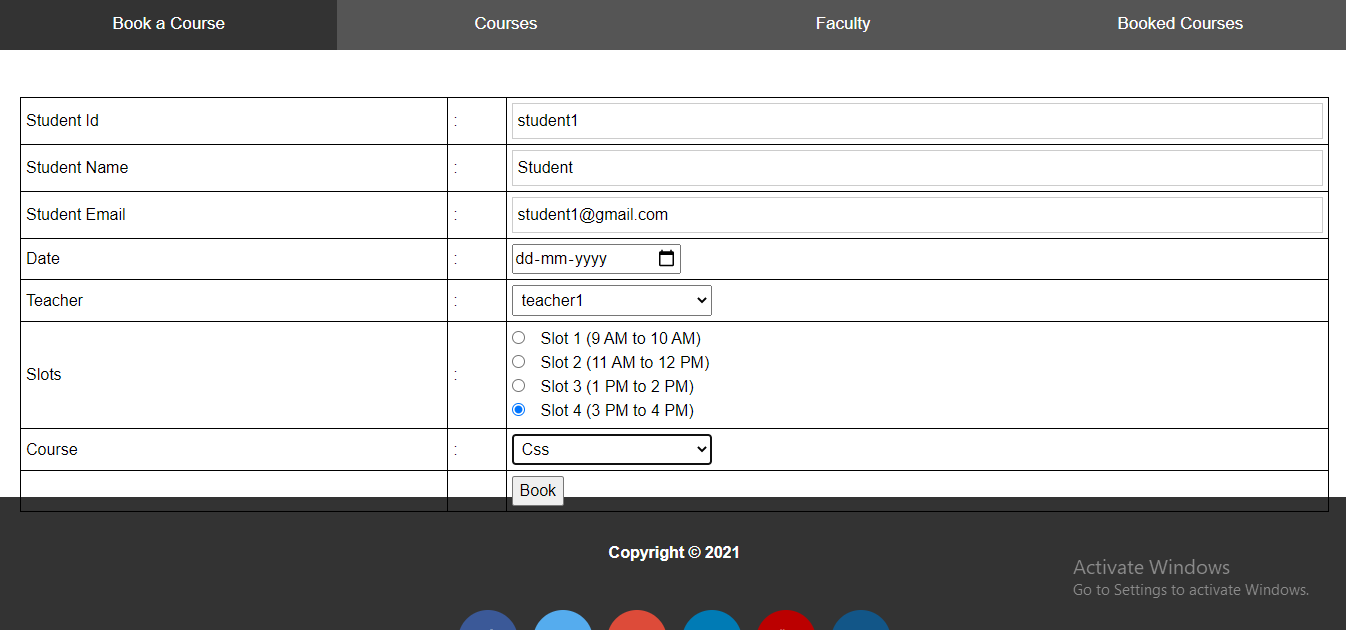 Book a Course Courses Faculty Booked Courses
Student Id : student1
Student Name : Student
Student Email : student1@gmail.com
Date : dd-mm-yyyy
Teacher : teacher1
Slot 1 (9 AM to 10 AM)
Slot 2 (11 AM to 12 PM)
Slots :
Slot 3 (1 PM to 2 PM)
Slot 4 (3 PM to 4 PM)
Course : Css
Book
Copyright © 2021
Activate Windows
Go to Settings to activate Windows.